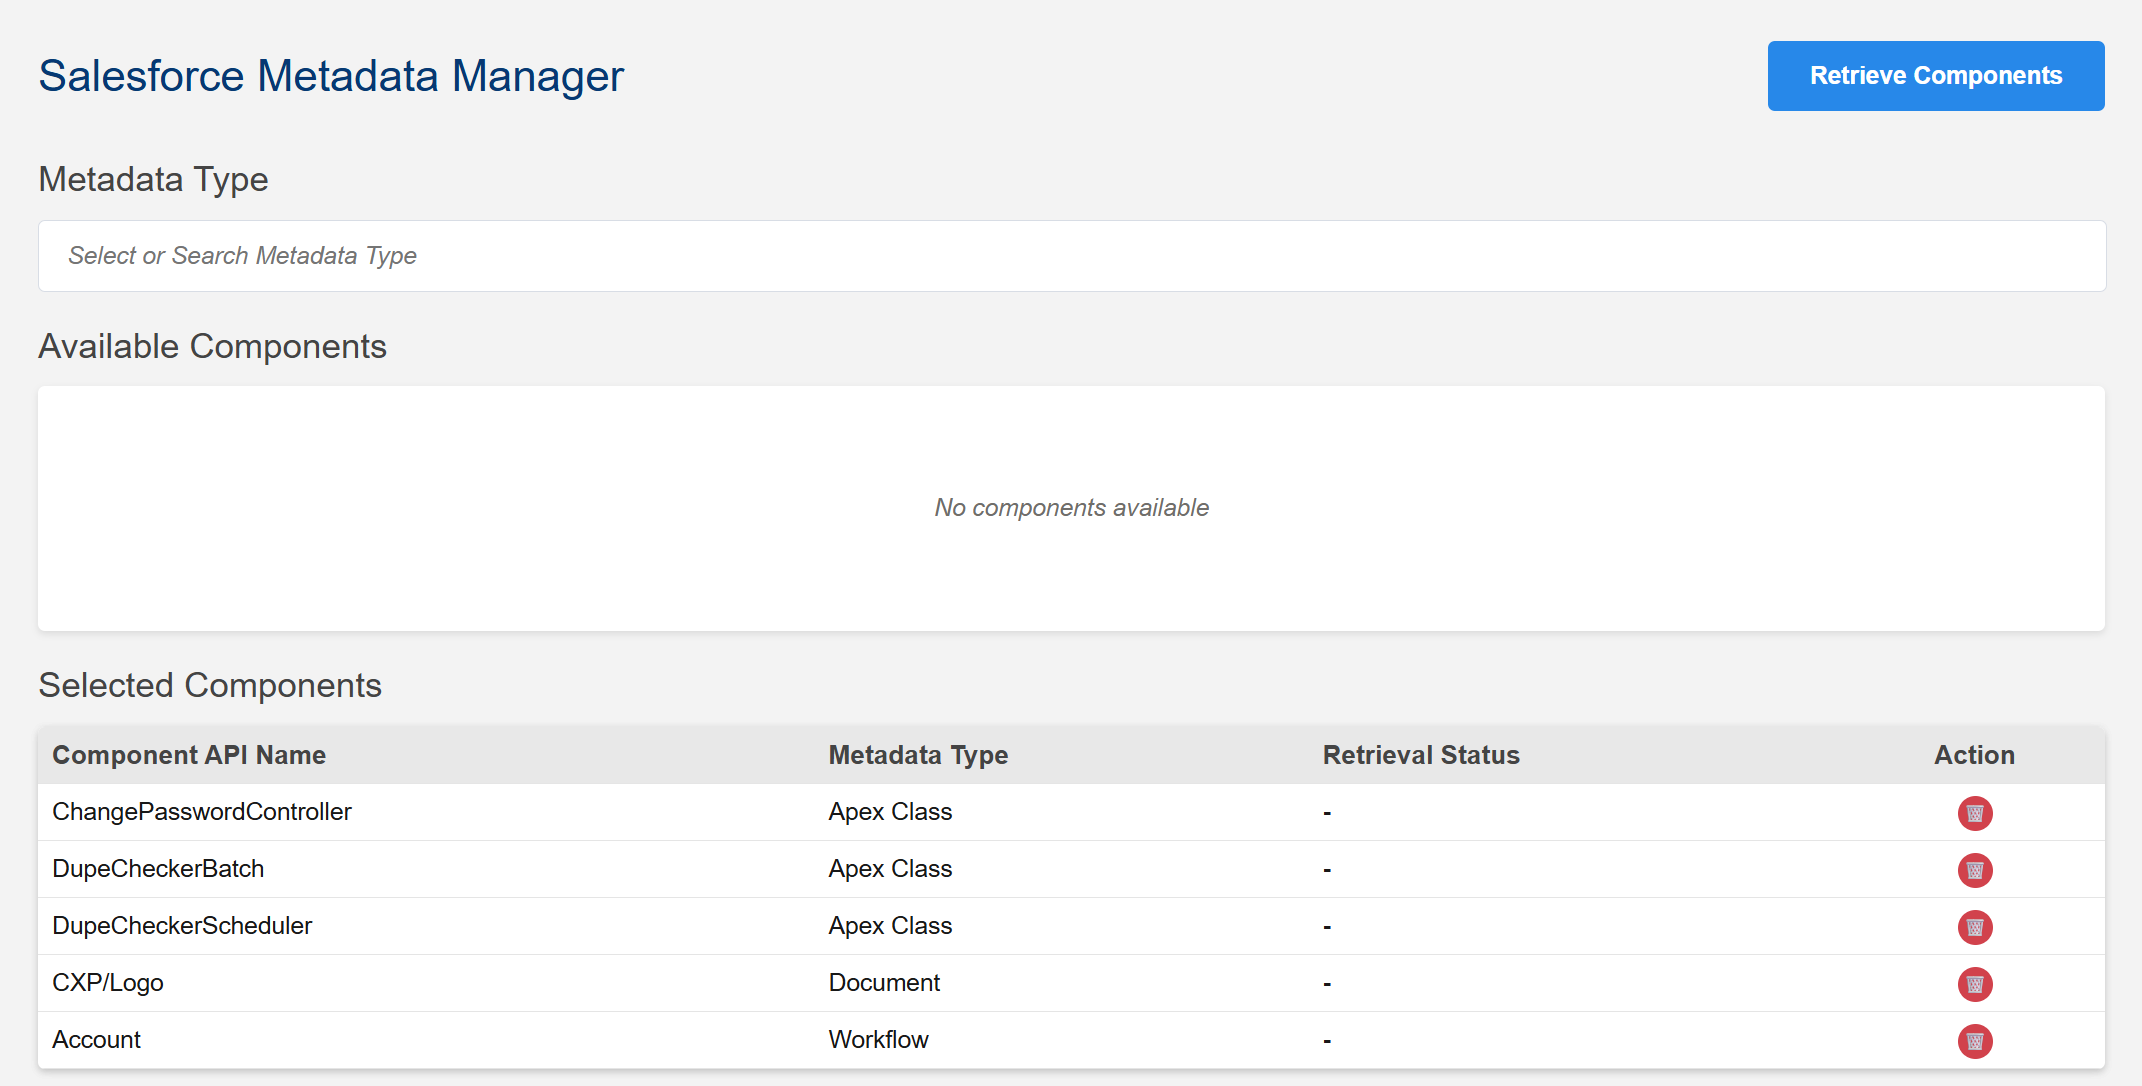 Salesforce Metadata Manager
Retrieve Components
Metadata Type
Select or Search Metadata Type
Available Components
No components available
Selected Components
Component API Name Metadata Type Retrieval Status Action
ChangePasswordController Apex Class -
DupeCheckerBatch Apex Class -
DupeCheckerScheduler Apex Class -
CXP/Logo Document -
Account Workflow -